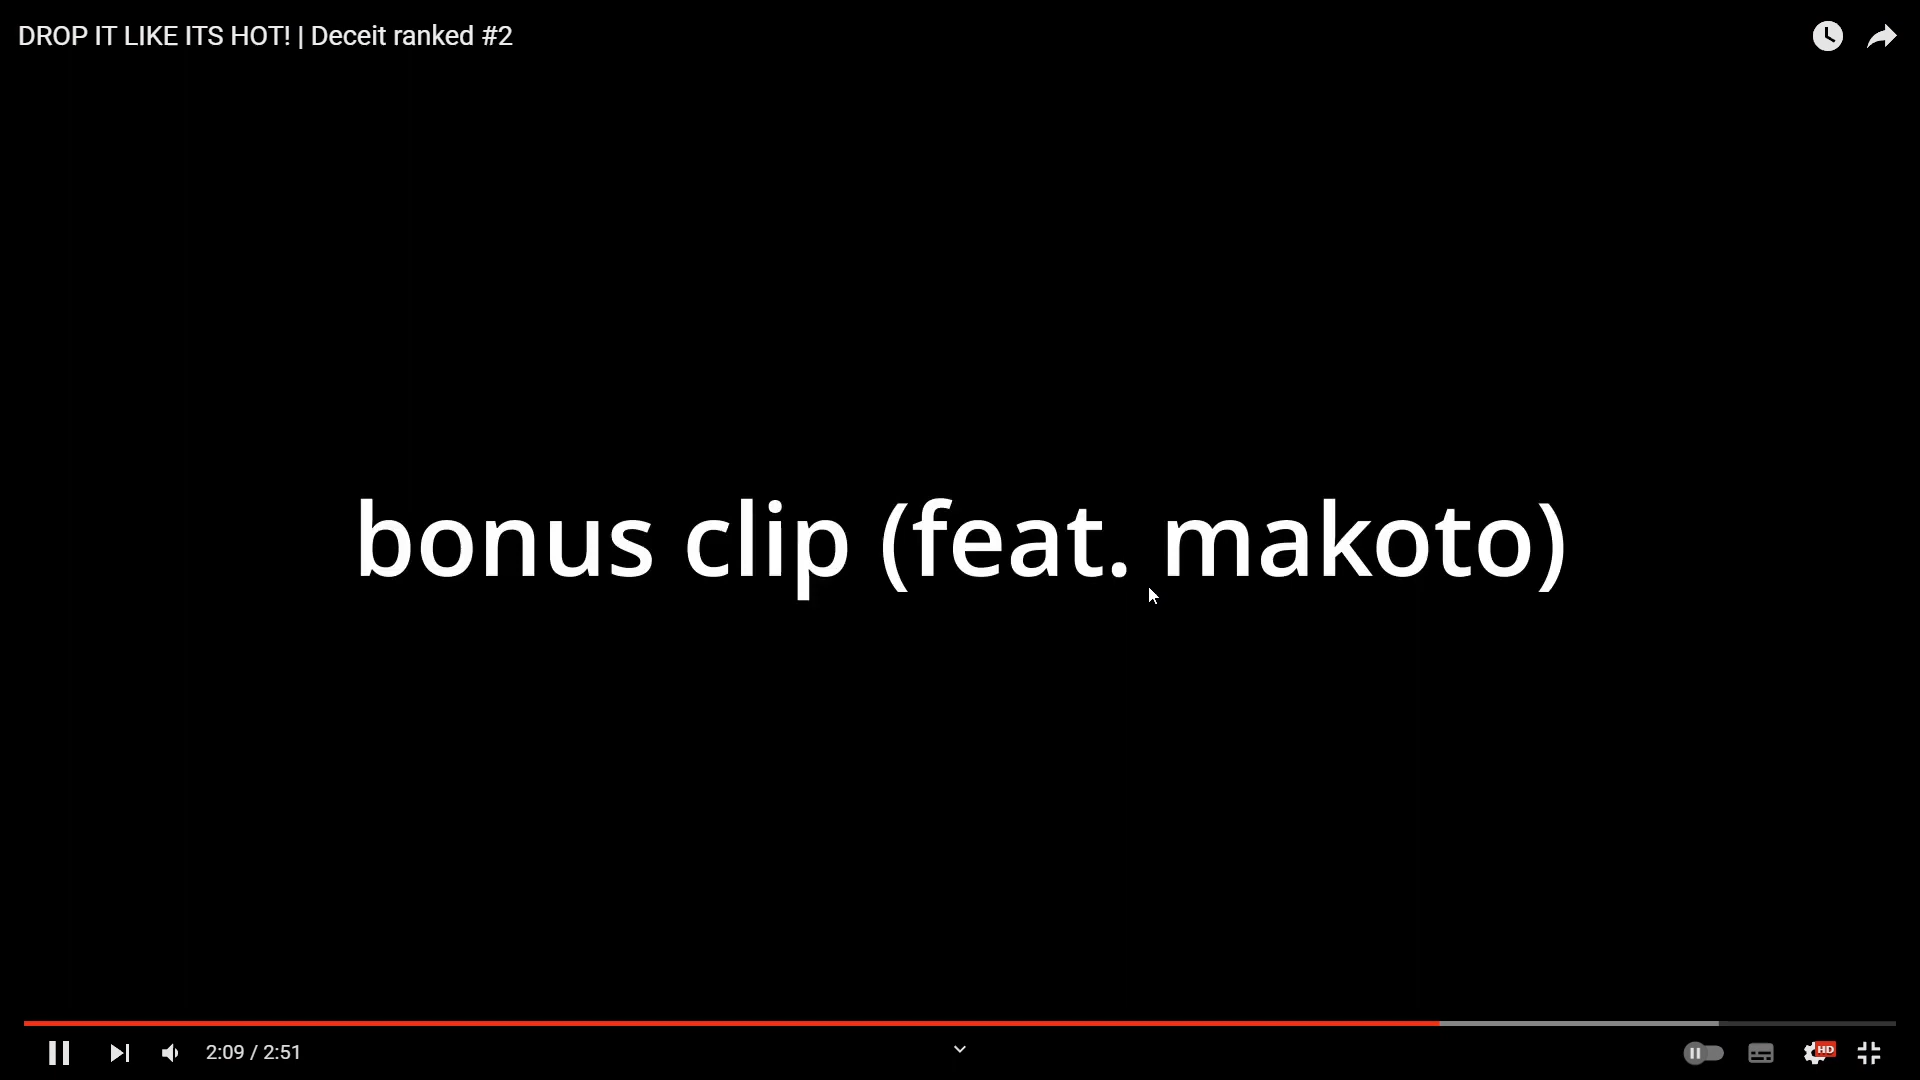 DROP IT LIKE ITS HOT! | Deceit ranked #2
bonus clip (feat. makoto)
2:09 / 2:51
HD